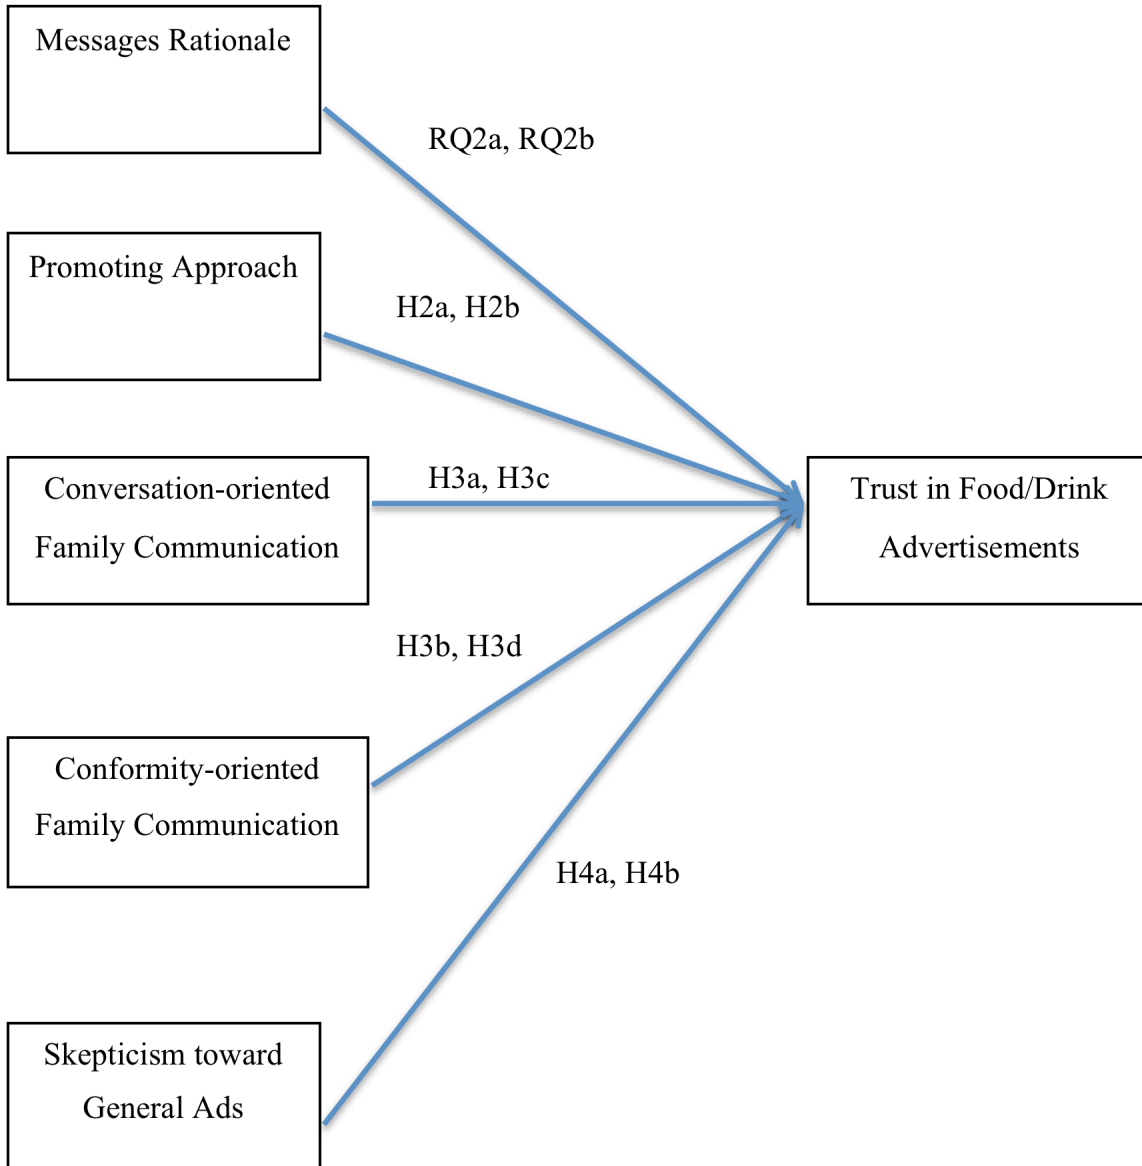 Messages Rationale
RQ2a, RQ2b
Promoting Approach
H2a, H2b
Conversation-oriented
Family Communication
H3a, H3c
Trust in Food/Drink
Advertisements
H3b, H3d
Conformity-oriented
Family Communication
H4a, H4b
Skepticism toward
General Ads